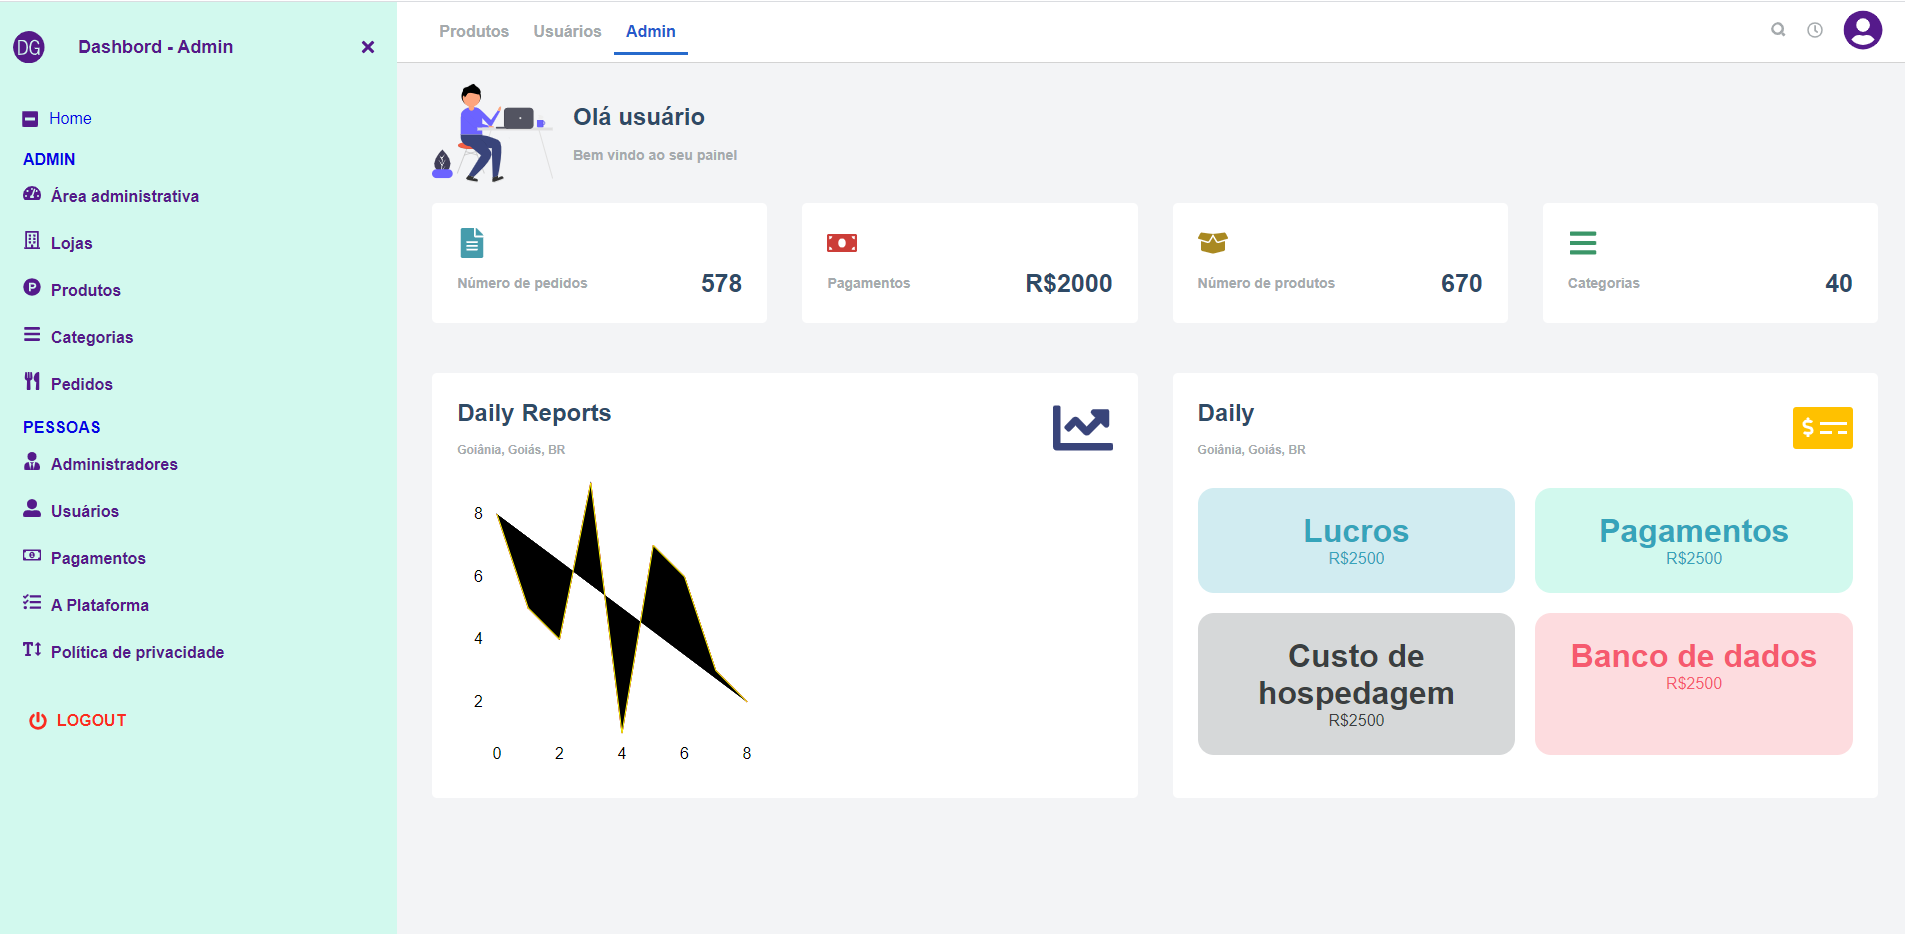 DG
Dashbord - Admin
Home
ADMIN
Área administrativa
Lojas
Produtos
Categorias
Pedidos
PESSOAS
Administradores
Usuários
Pagamentos
A Plataforma
Política de privacidade
LOGOUT
Produtos Usuários Admin
Olá usuário
Bem vindo ao seu painel
Número de pedidos 578
Pagamentos R$2000
Número de produtos 670
Categorias 40
Daily Reports
Goiânia, Goiás, BR
8
6
4
2
0 2 4 6 8
Daily
Goiânia, Goiás, BR
$
Lucros
R$2500
Pagamentos
R$2500
Custo de
hospedagem
R$2500
Banco de dados
R$2500